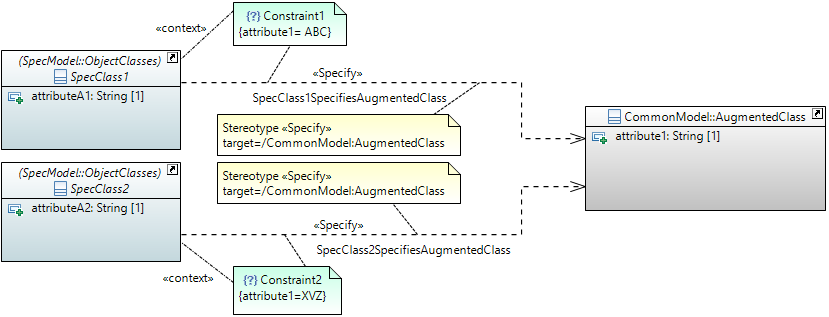 {?} Constraint1
{attribute1= ABC}
«context»
(SpecModel::ObjectClasses)
SpecClass1
attributeA1: String [1]
«Specify»
SpecClass1SpecifiesAugmentedClass
Stereotype «Specify»
target=/CommonModel:AugmentedClass
CommonModel::AugmentedClass
attribute1: String [1]
(SpecModel::ObjectClasses)
SpecClass2
attributeA2: String [1]
Stereotype «Specify»
target=/CommonModel:AugmentedClass
«Specify»
SpecClass2SpecifiesAugmentedClass
«context»
{?} Constraint2
{attribute1=XVZ}